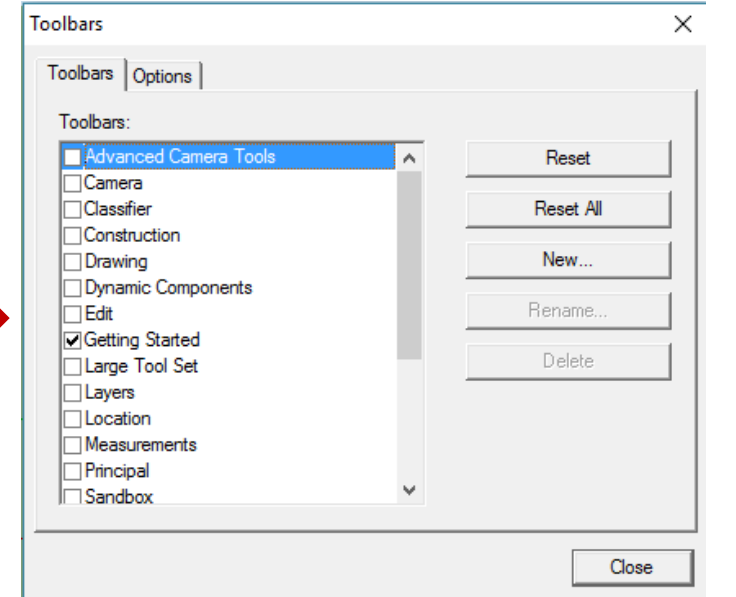 Toolbars
Toolbars Options
Toolbars:
Advanced Camera Tools
Camera
Classifier
Construction
Drawing
Dynamic Components
Edit
Getting Started
Large Tool Set
Layers
Location
Measurements
Principal
Sandbox
Reset
Reset All
New...
Rename...
Delete
Close